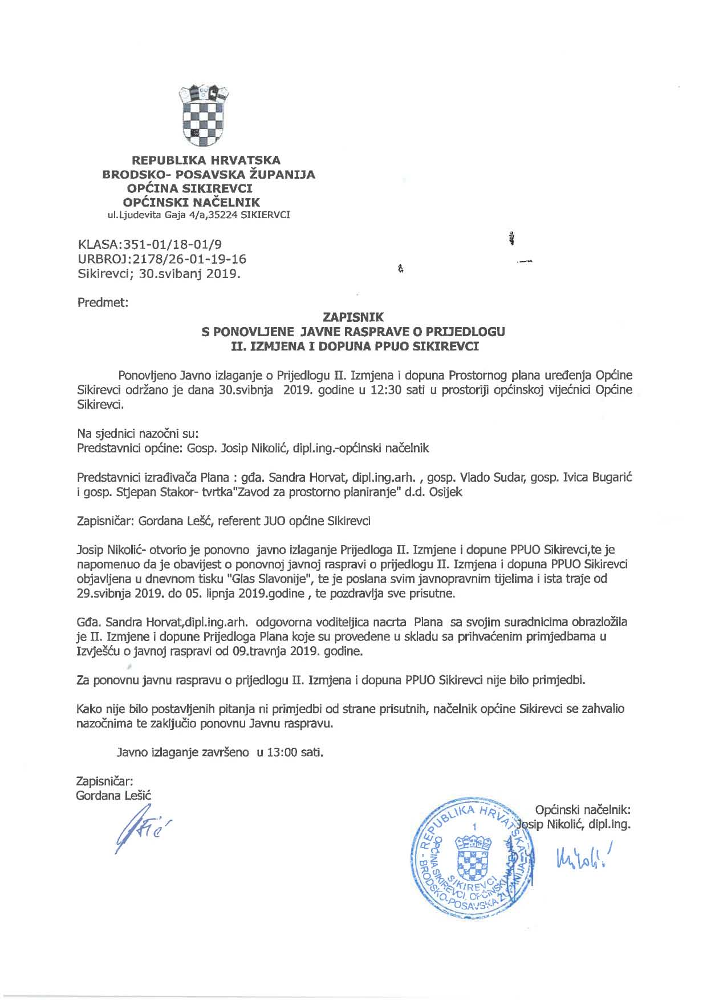 REPUBLIKA HRVATSKA
BRODSKO- POSAVSKA ŽUPANIJA
OPĆINA SIKIREVCI
OPĆINSKI NAČELNIK
ul.Ljudevita Gaja 4/a,35224 SIKIERVCI
KLASA:351-01/18-01/9
URBROJ:2178/26-01-19-16
Sikirevci; 30.svibanj 2019.
Predmet:
ZAPISNIK
S PONOVLJENE JAVNE RASPRAVE O PRIJEDLOGU
II. IZMJENA I DOPUNA PPUO SIKIREVCI
Ponovljeno Javno izlaganje o Prijedlogu II. Izmjena i dopuna Prostornog plana uređenja Općine
Sikirevci održano je dana 30.svibnja 2019. godine u 12:30 sati u prostoriji općinskoj vijećnici Općine
Sikirevci.
Na sjednici nazočni su:
Predstavnici općine: Gosp. Josip Nikolić, dipl.ing.-općinski načelnik
Predstavnici izrađivača Plana : gđa. Sandra Horvat, dipl.ing.arh. , gosp. Vlado Sudar, gosp. Ivica Bugarić
i gosp. Stjepan Stakor- tvrtka"Zavod za prostorno planiranje" d.d. Osijek
Zapisničar: Gordana Lešć, referent JUO općine Sikirevci
Josip Nikolić- otvorio je ponovno javno izlaganje Prijedloga II. Izmjene i dopune PPUO Sikirevci,te je
napomenuo da je obavijest o ponovnoj javnoj raspravi o prijedlogu II. Izmjena i dopuna PPUO Sikirevci
objavljena u dnevnom tisku "Glas Slavonije", te je poslana svim javnopravnim tijelima i ista traje od
29.svibnja 2019. do 05. lipnja 2019.godine , te pozdravlja sve prisutne.
Gđa. Sandra Horvat,dipl.ing.arh. odgovorna voditeljica nacrta Plana sa svojim suradnicima obrazložila
je II. Izmjene i dopune Prijedloga Plana koje su provedene u skladu sa prihvaćenim primjedbama u
Izvješću o javnoj raspravi od 09.travnja 2019. godine.
Za ponovnu javnu raspravu o prijedlogu II. Izmjena i dopuna PPUO Sikirevci nije bilo primjedbi.
Kako nije bilo postavljenih pitanja ni primjedbi od strane prisutnih, načelnik općine Sikirevci se zahvalio
nazočnima te zaključio ponovnu Javnu raspravu.
Javno izlaganje završeno u 13:00 sati.
Zapisničar:
Gordana Lešić
Općinski načelnik:
Josip Nikolić, dipl.ing.
REPUBLIKA HRVATSKA
BRODSKO-POSAVSKA ŽUPANIJA
OPĆINA SIKIREVCI, OPĆINSKI NAČELNIK
1
SIKIREVCI